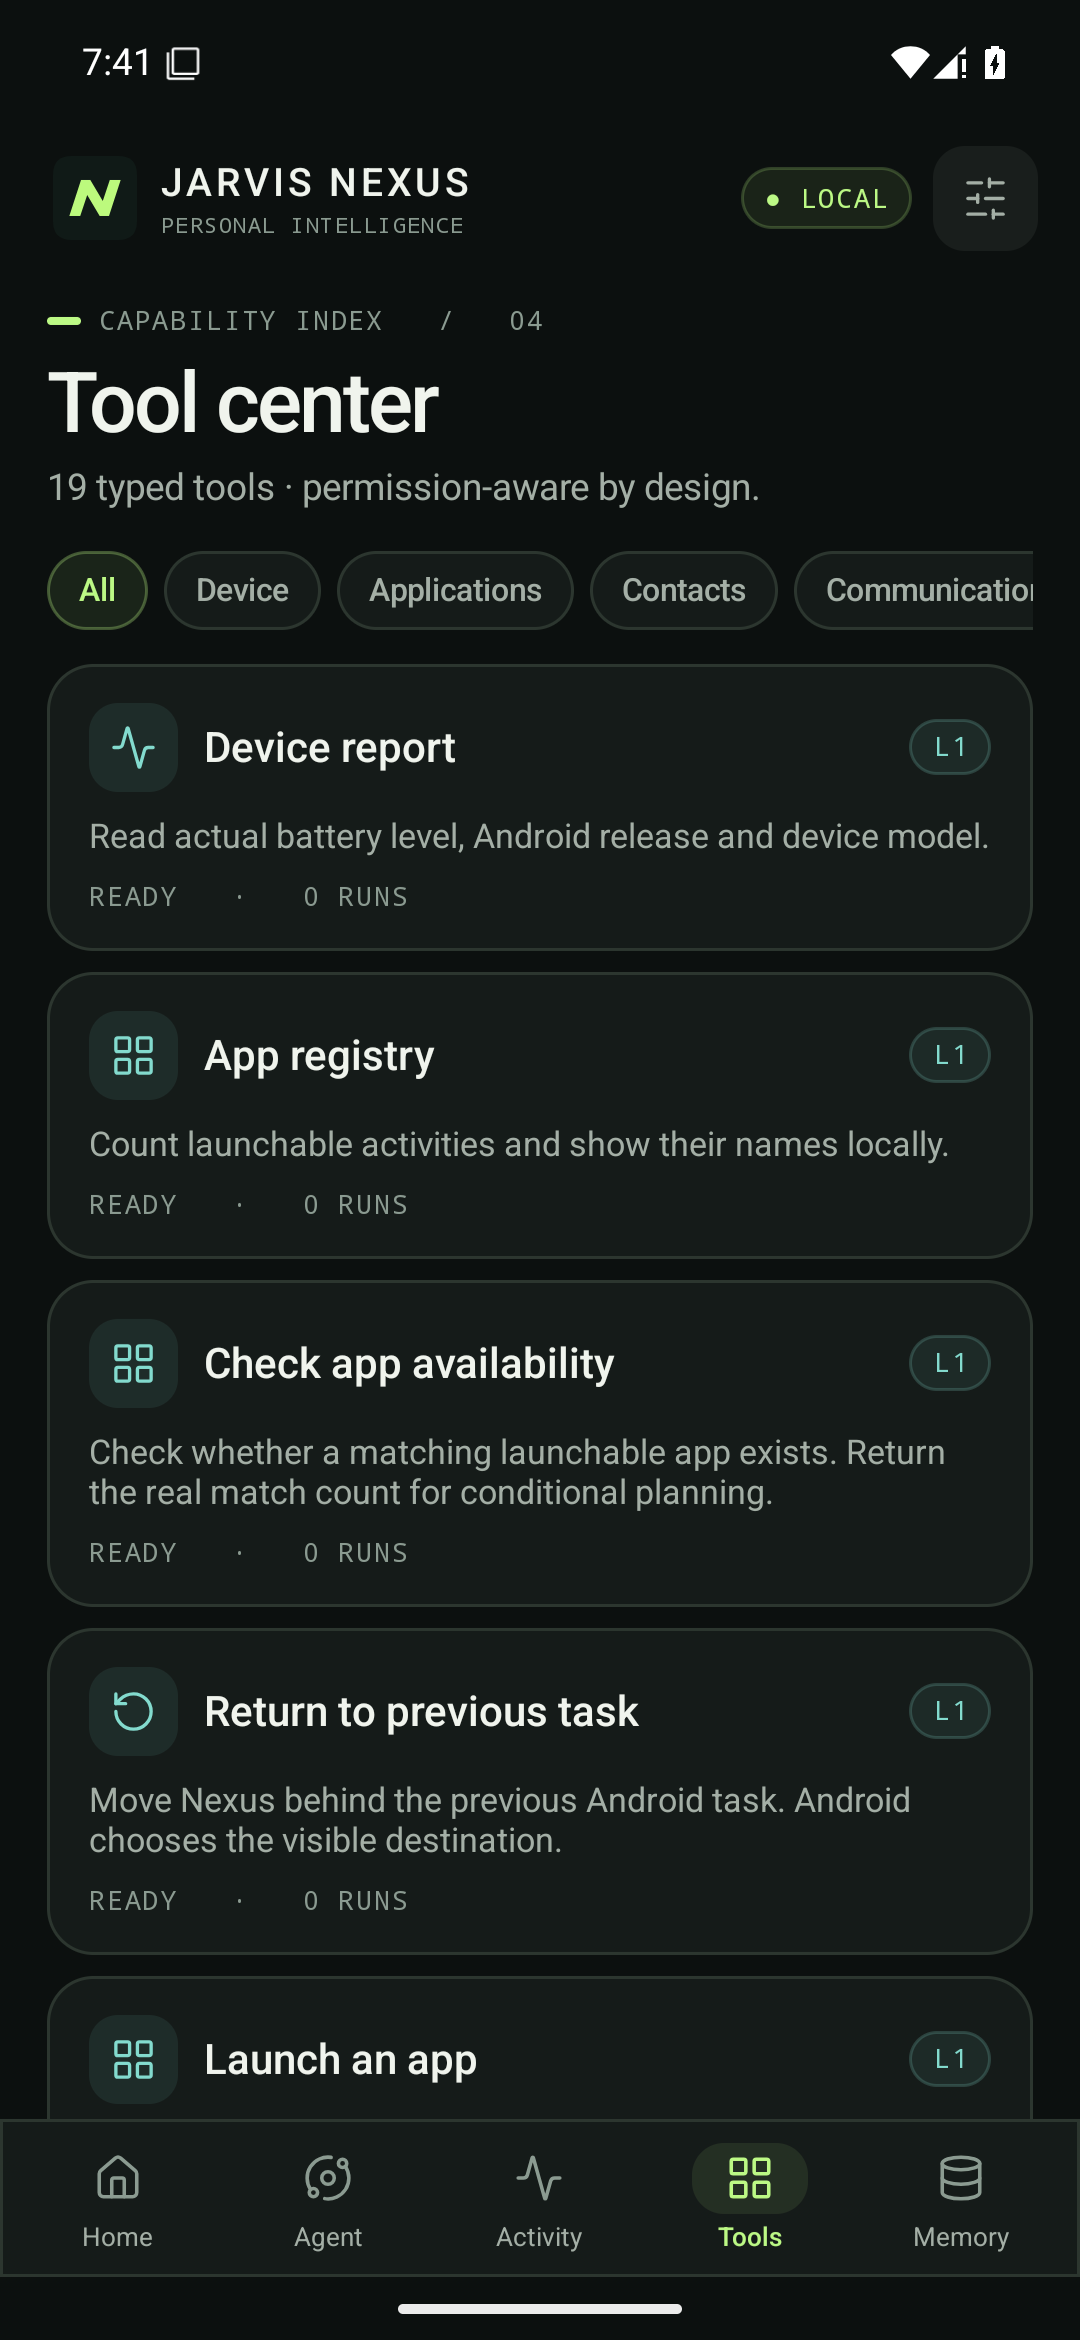 7:41
JARVIS NEXUS
PERSONAL INTELLIGENCE
● LOCAL
CAPABILITY INDEX / 04
Tool center
19 typed tools · permission-aware by design.
All Device Applications Contacts Communication
Device report L1
Read actual battery level, Android release and device model.
READY · 0 RUNS
App registry L1
Count launchable activities and show their names locally.
READY · 0 RUNS
Check app availability L1
Check whether a matching launchable app exists. Return
the real match count for conditional planning.
READY · 0 RUNS
Return to previous task L1
Move Nexus behind the previous Android task. Android
chooses the visible destination.
READY · 0 RUNS
Launch an app L1
Home Agent Activity Tools Memory